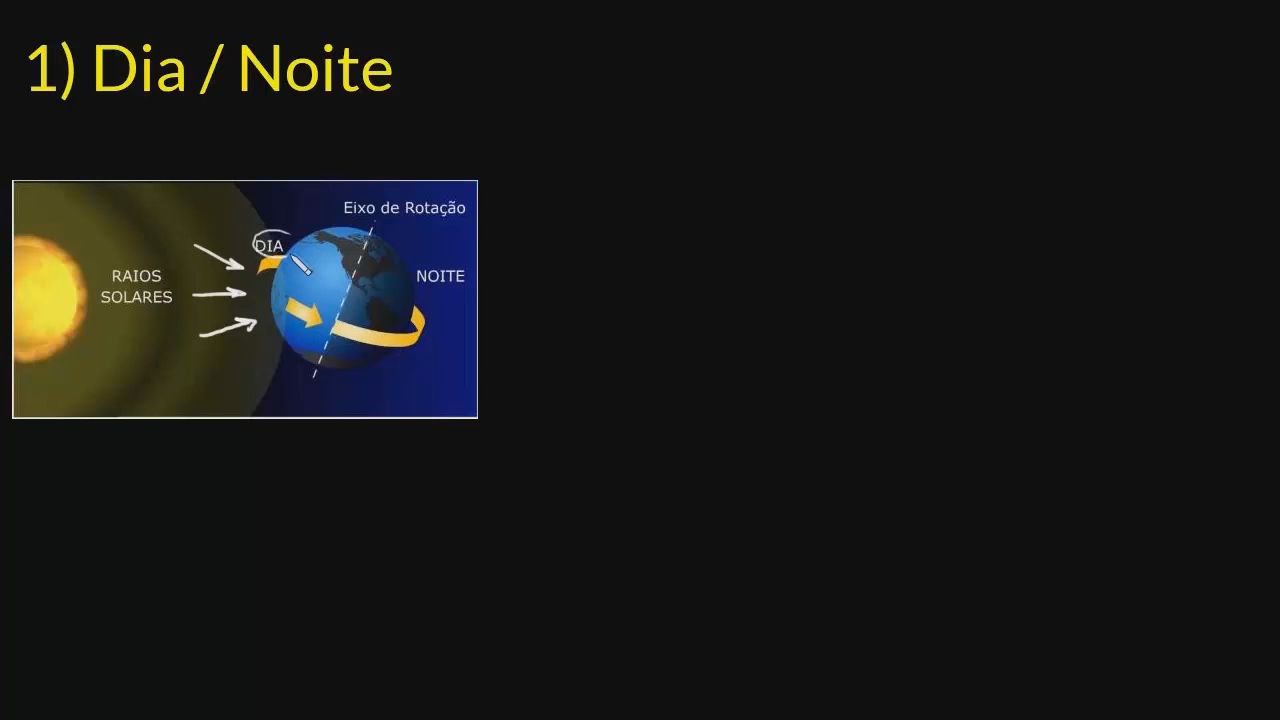 1) Dia / Noite
Eixo de Rotação
DIA
RAIOS
SOLARES
NOITE